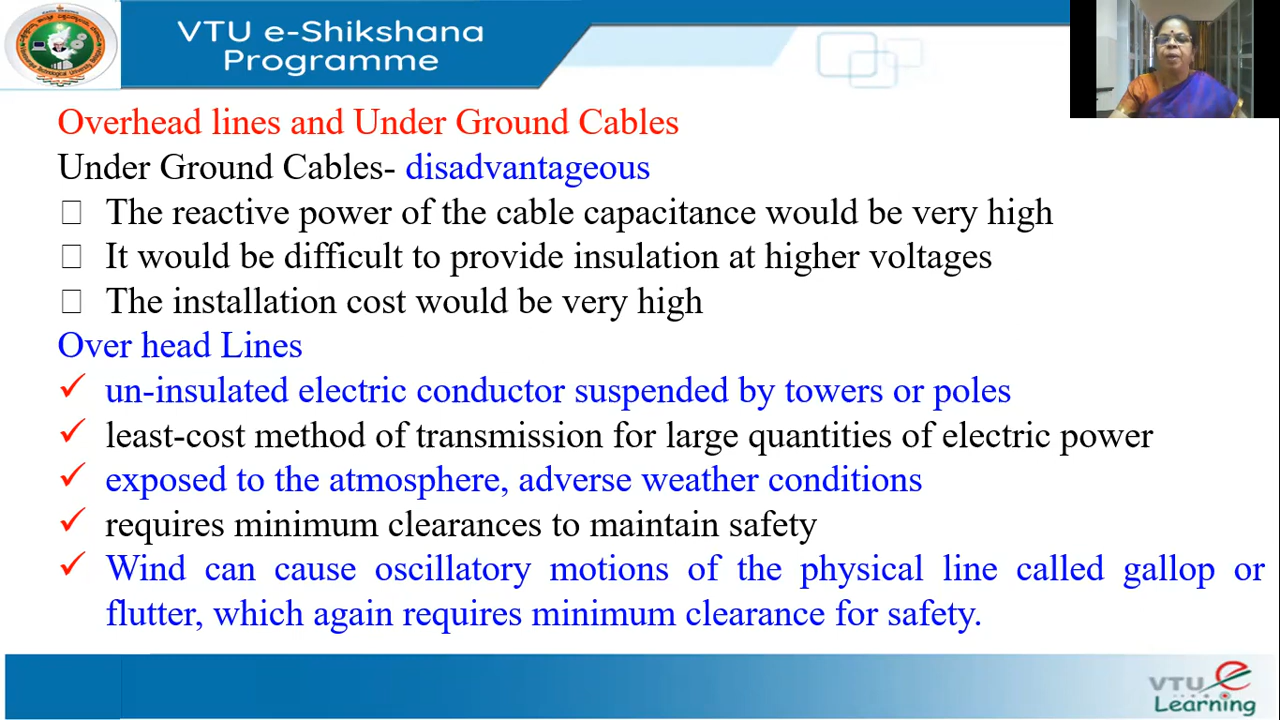 VTU e-Shikshana
Programme
Overhead lines and Under Ground Cables
Under Ground Cables- disadvantageous
The reactive power of the cable capacitance would be very high
It would be difficult to provide insulation at higher voltages
The installation cost would be very high
Over head Lines
✓ un-insulated electric conductor suspended by towers or poles
✓ least-cost method of transmission for large quantities of electric power
✓ exposed to the atmosphere, adverse weather conditions
✓ requires minimum clearances to maintain safety
✓ Wind can cause oscillatory motions of the physical line called gallop or
flutter, which again requires minimum clearance for safety.
VTU e
Learning